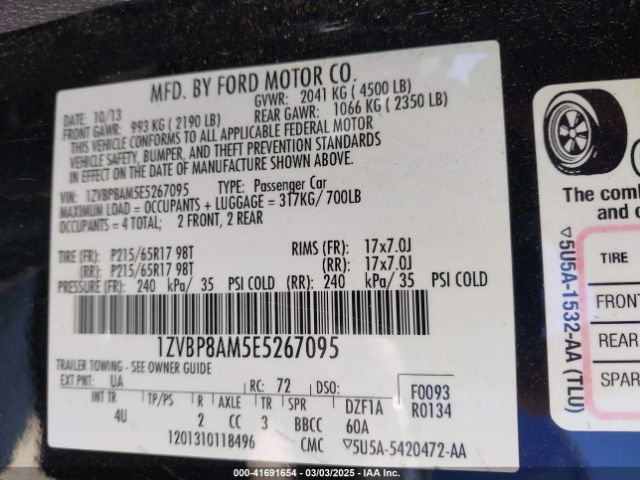 MFD. BY FORD MOTOR CO.
DATE: 10/13 GVWR: 2041 KG ( 4500 LB)
FRONT GAWR: 993 KG ( 2190 LB) REAR GAWR: 1066 KG ( 2350 LB)
THIS VEHICLE CONFORMS TO ALL APPLICABLE FEDERAL MOTOR
VEHICLE SAFETY, BUMPER, AND THEFT PREVENTION STANDARDS
IN EFFECT ON THE DATE OF MANUFACTURE SHOWN ABOVE.
VIN: 1ZVBP8AM5E5267095 TYPE: Passenger Car
MAXIMUM LOAD = OCCUPANTS + LUGGAGE = 317KG/ 700LB
OCCUPANTS = 4 TOTAL; 2 FRONT, 2 REAR
TIRE (FR): P215/65R17 98T RIMS (FR): 17x7.0J
(RR): P215/65R17 98T (RR): 17x7.0J
PRESSURE (FR): 240 kPa/ 35 PSI COLD (RR): 240 kPa/ 35 PSI COLD
1ZVBP8AM5E5267095
TRAILER TOWING - SEE OWNER GUIDE
EXT PNT: UA RC: 72 DSO: F0093
INT TR TP/PS R AXLE TR SPR DZF1A R0134
4U 2 CC 3 BBCC 60A
1201310118496 CMC ▽5U5A-5420472-AA
The com
and c
▽5U5A-1532-AA (TLU)
TIRE
FRON
REAR
SPAR
000-41691654 | 03/03/2025 | IAA, Inc.